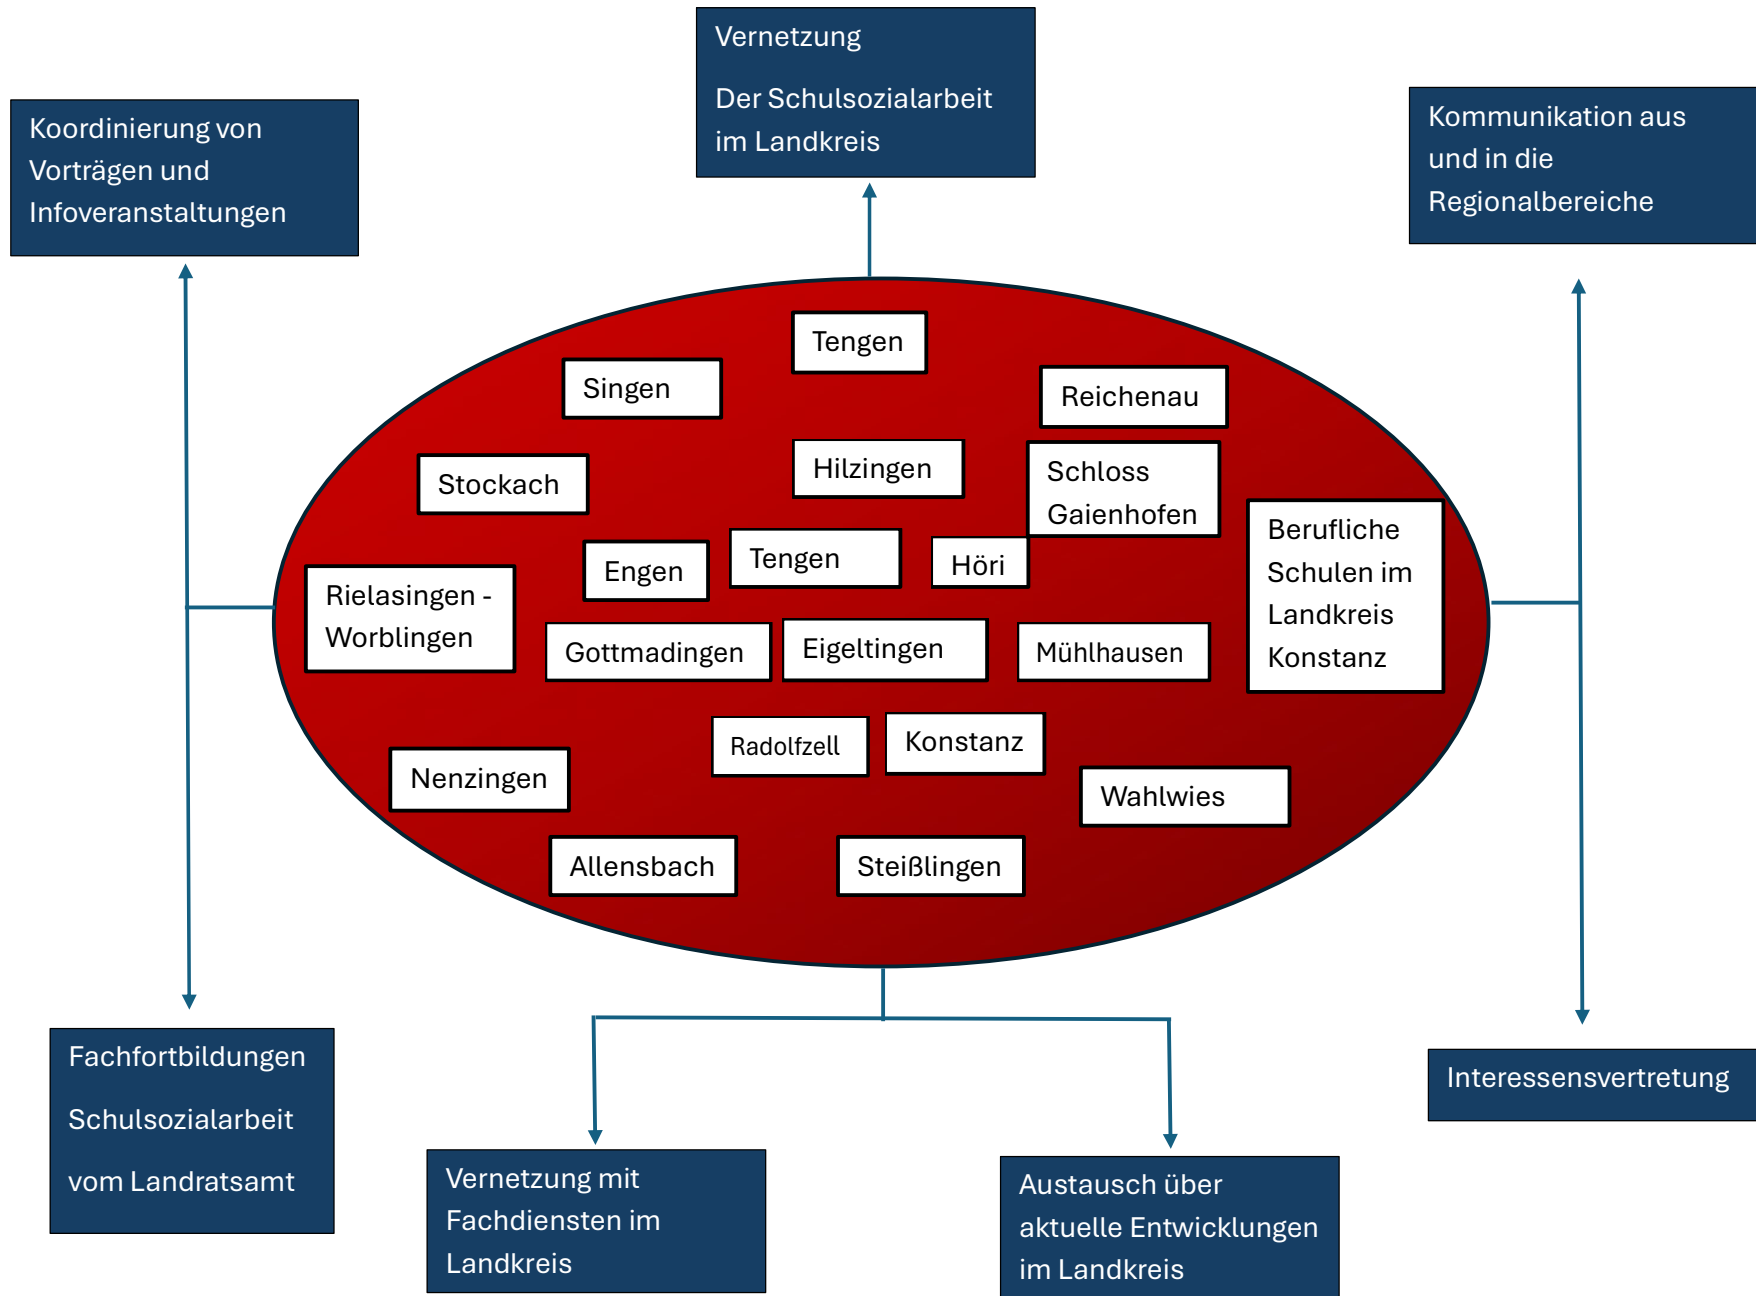 Vernetzung
Der Schulsozialarbeit
im Landkreis
Koordinierung von
Vorträgen und
Infoveranstaltungen
Kommunikation aus
und in die
Regionalbereiche
Tengen
Singen
Reichenau
Hilzingen
Schloss
Gaienhofen
Stockach
Berufliche
Schulen im
Landkreis
Konstanz
Engen
Tengen
Höri
Rielasingen -
Worblingen
Gottmadingen
Eigeltingen
Mühlhausen
Radolfzell
Konstanz
Nenzingen
Wahlwies
Allensbach
Steißlingen
Fachfortbildungen
Schulsozialarbeit
vom Landratsamt
Interessensvertretung
Vernetzung mit
Fachdiensten im
Landkreis
Austausch über
aktuelle Entwicklungen
im Landkreis